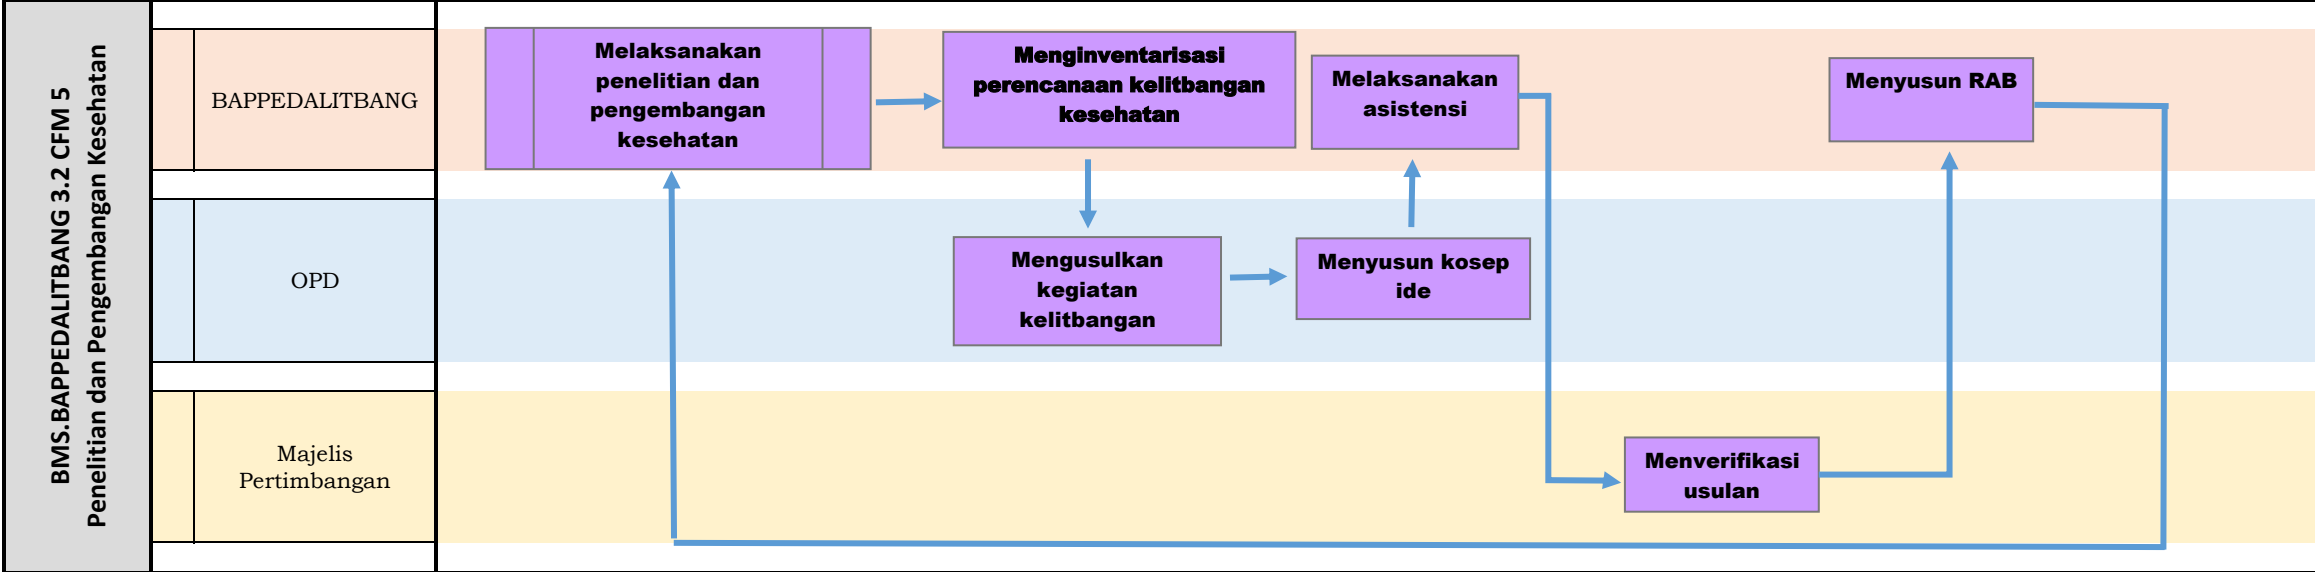 BMS.BAPPEDALITBANG 3.2 CFM 5
Penelitian dan Pengembangan Kesehatan
BAPPEDALITBANG
Melaksanakan
penelitian dan
pengembangan
kesehatan
Menginventarisasi
perencanaan kelitbangan
kesehatan
Melaksanakan
asistensi
Menyusun RAB
OPD
Mengusulkan
kegiatan
kelitbangan
Menyusun kosep
ide
Majelis
Pertimbangan
Menverifikasi
usulan